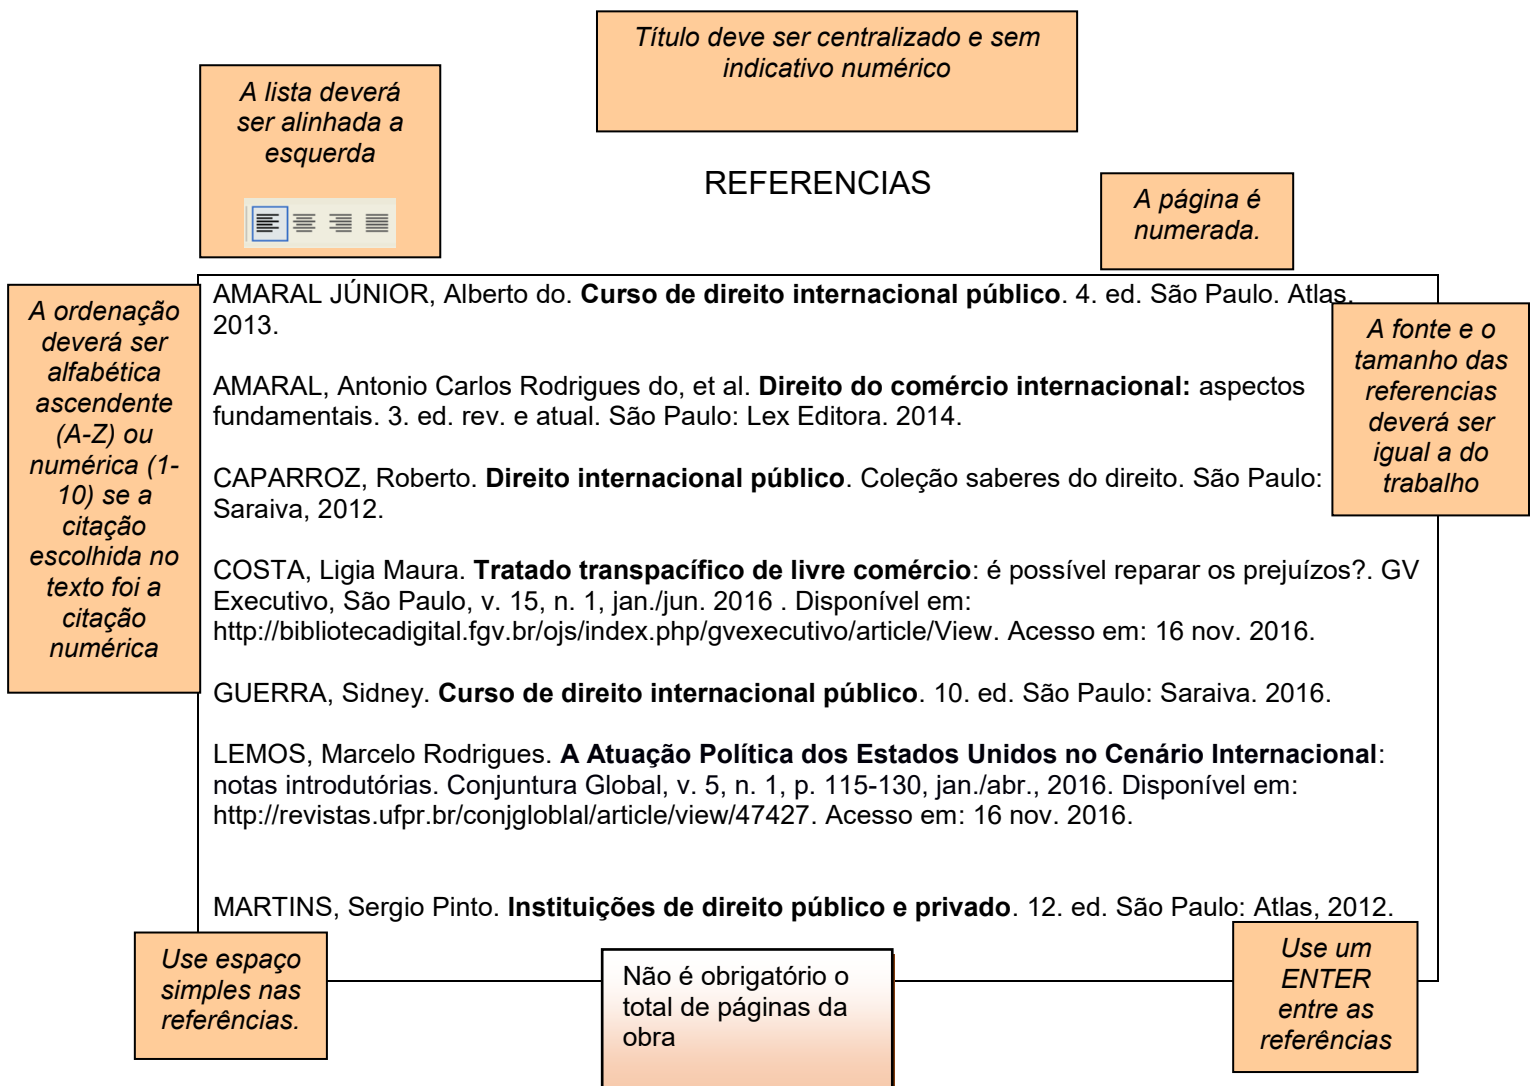 Título deve ser centralizado e sem
indicativo numérico
A lista deverá
ser alinhada a
esquerda
REFERENCIAS
A página é
numerada.
AMARAL JÚNIOR, Alberto do. Curso de direito internacional público. 4. ed. São Paulo. Atlas.
2013.
AMARAL, Antonio Carlos Rodrigues do, et al. Direito do comércio internacional: aspectos
fundamentais. 3. ed. rev. e atual. São Paulo: Lex Editora. 2014.
CAPARROZ, Roberto. Direito internacional público. Coleção saberes do direito. São Paulo:
Saraiva, 2012.
COSTA, Ligia Maura. Tratado transpacífico de livre comércio: é possível reparar os prejuízos?. GV
Executivo, São Paulo, v. 15, n. 1, jan./jun. 2016 . Disponível em:
http://bibliotecadigital.fgv.br/ojs/index.php/gvexecutivo/article/View. Acesso em: 16 nov. 2016.
GUERRA, Sidney. Curso de direito internacional público. 10. ed. São Paulo: Saraiva. 2016.
LEMOS, Marcelo Rodrigues. A Atuação Política dos Estados Unidos no Cenário Internacional:
notas introdutórias. Conjuntura Global, v. 5, n. 1, p. 115-130, jan./abr., 2016. Disponível em:
http://revistas.ufpr.br/conjgloblal/article/view/47427. Acesso em: 16 nov. 2016.
MARTINS, Sergio Pinto. Instituições de direito público e privado. 12. ed. São Paulo: Atlas, 2012.
A ordenação
deverá ser
alfabética
ascendente
(A-Z) ou
numérica (1-
10) se a
citação
escolhida no
texto foi a
citação
numérica
A fonte e o
tamanho das
referencias
deverá ser
igual a do
trabalho
Use espaço
simples nas
referências.
Não é obrigatório o
total de páginas da
obra
Use um
ENTER
entre as
referências